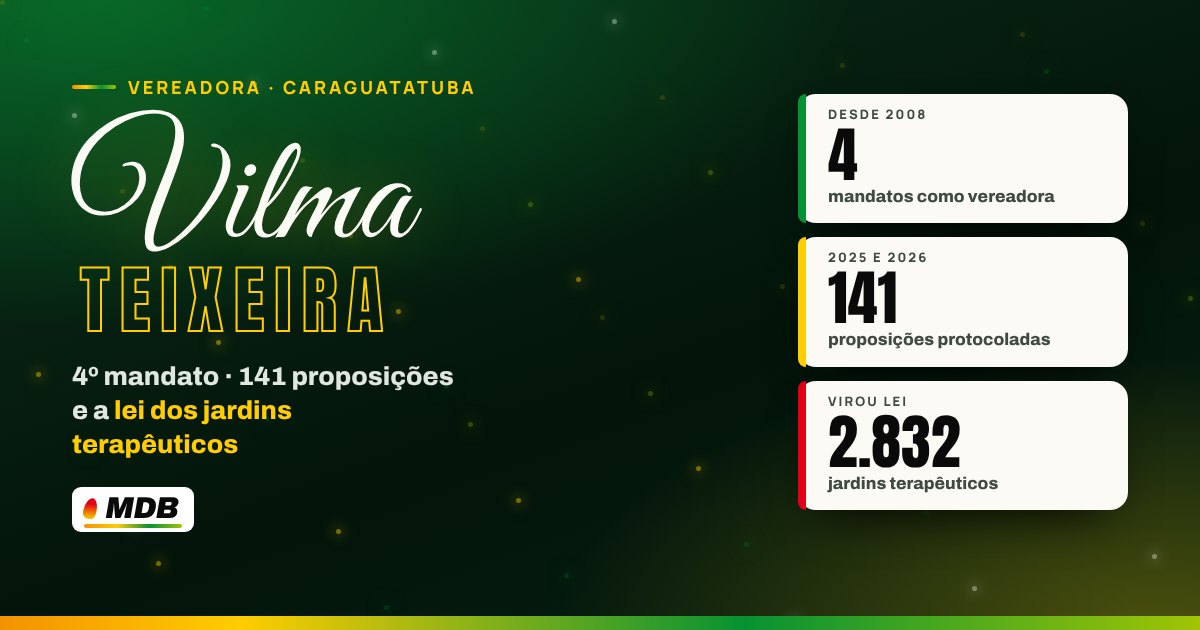 VEREADORA · CARAGUATATUBA
Vilma
TEIXEIRA
4º mandato · 141 proposições
e a lei dos jardins
terapêuticos
MDB
DESDE 2008
4
mandatos como vereadora
2025 E 2026
141
proposições protocoladas
VIROU LEI
2.832
jardins terapêuticos